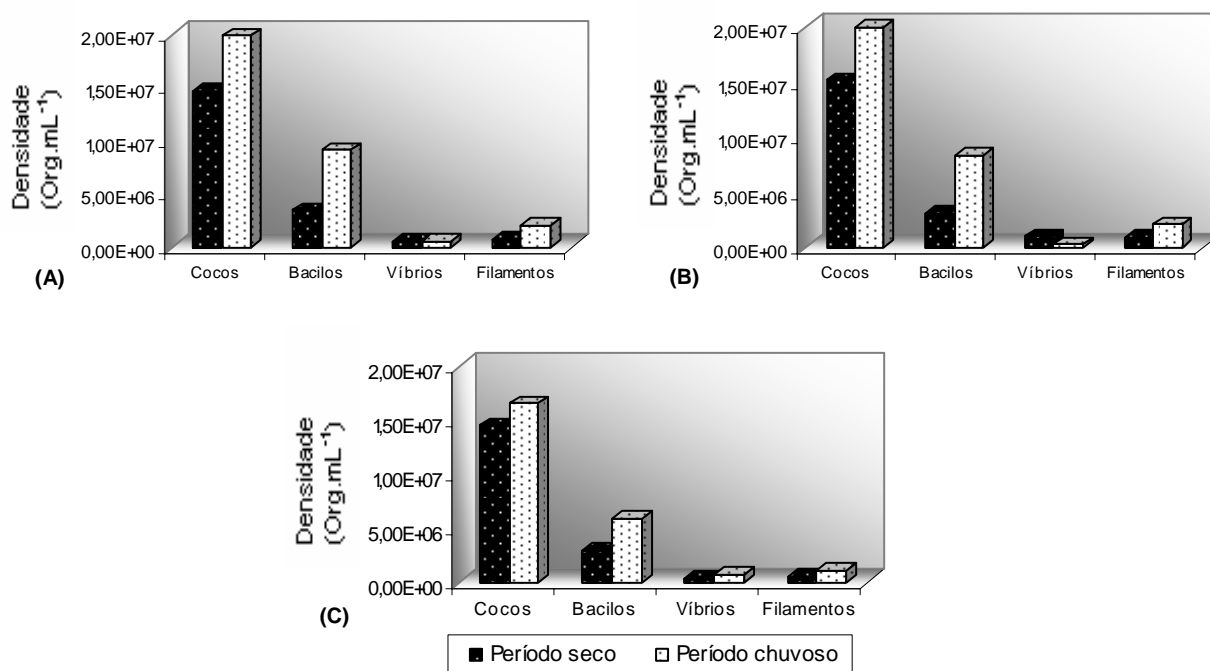 Densidade
(Org.mL⁻¹)
2,00E+07
1,50E+07
1,00E+07
5,00E+06
0,00E+00
Cocos Bacilos Víbrios Filamentos
(A)
Densidade
(Org.mL⁻¹)
2,00E+07
1,50E+07
1,00E+07
5,00E+06
0,00E+00
Cocos Bacilos Víbrios Filamentos
(B)
Densidade
(Org.mL⁻¹)
2,00E+07
1,50E+07
1,00E+07
5,00E+06
0,00E+00
Cocos Bacilos Víbrios Filamentos
(C)
Período seco Período chuvoso